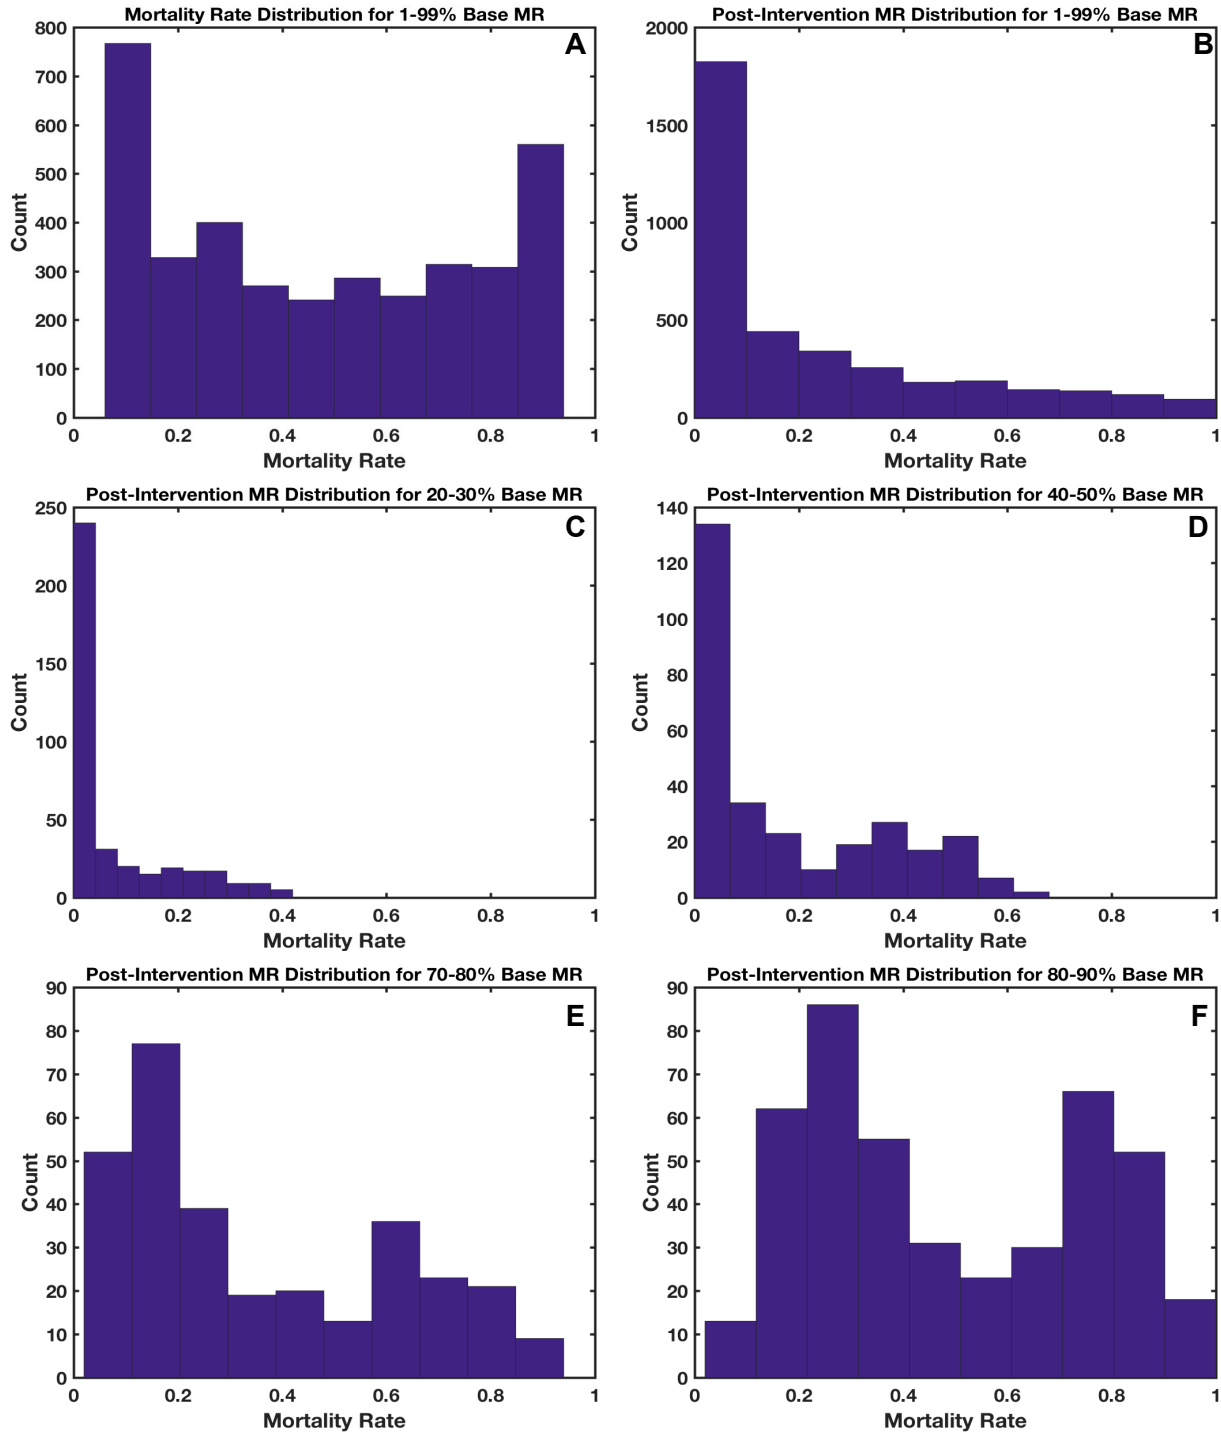 Mortality Rate Distribution for 1-99% Base MR
A
800
700
600
500
400
300
200
100
0
Count
0 0.2 0.4 0.6 0.8 1
Mortality Rate
Post-Intervention MR Distribution for 1-99% Base MR
B
2000
1500
1000
500
0
Count
0 0.2 0.4 0.6 0.8 1
Mortality Rate
Post-Intervention MR Distribution for 20-30% Base MR
C
250
200
150
100
50
0
Count
0 0.2 0.4 0.6 0.8 1
Mortality Rate
Post-Intervention MR Distribution for 40-50% Base MR
D
140
120
100
80
60
40
20
0
Count
0 0.2 0.4 0.6 0.8 1
Mortality Rate
Post-Intervention MR Distribution for 70-80% Base MR
E
90
80
70
60
50
40
30
20
10
0
Count
0 0.2 0.4 0.6 0.8 1
Mortality Rate
Post-Intervention MR Distribution for 80-90% Base MR
F
90
80
70
60
50
40
30
20
10
0
Count
0 0.2 0.4 0.6 0.8 1
Mortality Rate